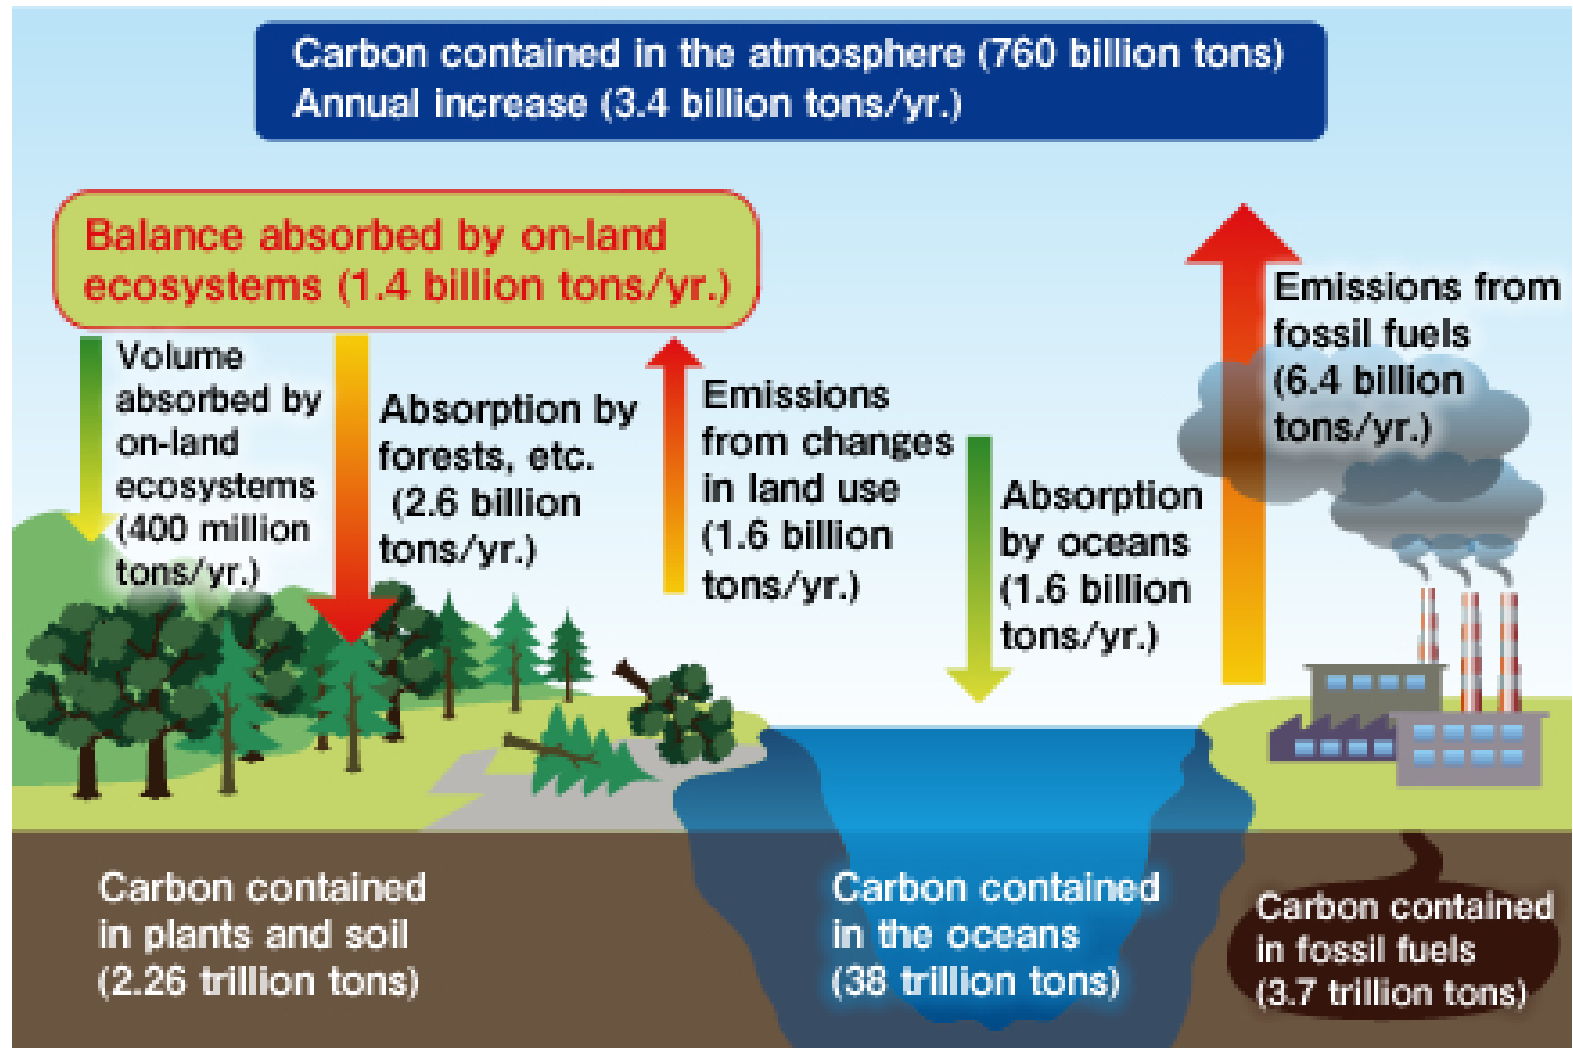 Carbon contained in the atmosphere (760 billion tons)
Annual increase (3.4 billion tons/yr.)
Balance absorbed by on-land
ecosystems (1.4 billion tons/yr.)
Volume
absorbed by
on-land
ecosystems
(400 million
tons/yr.)
Absorption by
forests, etc.
(2.6 billion
tons/yr.)
Emissions
from changes
in land use
(1.6 billion
tons/yr.)
Absorption
by oceans
(1.6 billion
tons/yr.)
Emissions from
fossil fuels
(6.4 billion
tons/yr.)
Carbon contained
in plants and soil
(2.26 trillion tons)
Carbon contained
in the oceans
(38 trillion tons)
Carbon contained
in fossil fuels
(3.7 trillion tons)